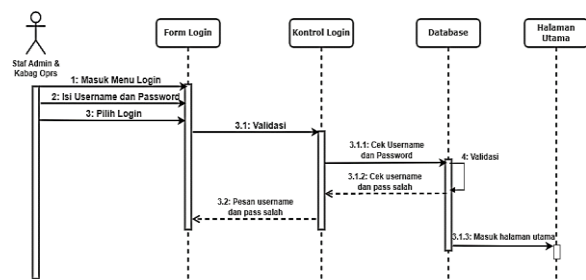 Form Login
Kontrol Login
Database
Halaman
Utama
Staf Admin &
Kabag Oprs
1: Masuk Menu Login
2: Isi Username dan Password
3: Pilih Login
3.1: Validasi
3.1.1: Cek Username
dan Password
4: Validasi
3.1.2: Cek username
dan pass salah
3.2: Pesan username
dan pass salah
3.1.3: Masuk halaman utama